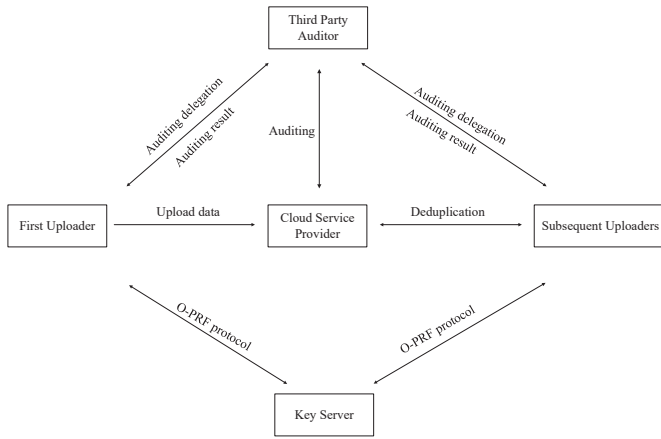 Third Party
Auditor
Auditing delegation
Auditing result
Auditing
Auditing delegation
Auditing result
First Uploader
Upload data
Cloud Service
Provider
Deduplication
Subsequent Uploaders
O-PRF protocol
O-PRF protocol
Key Server